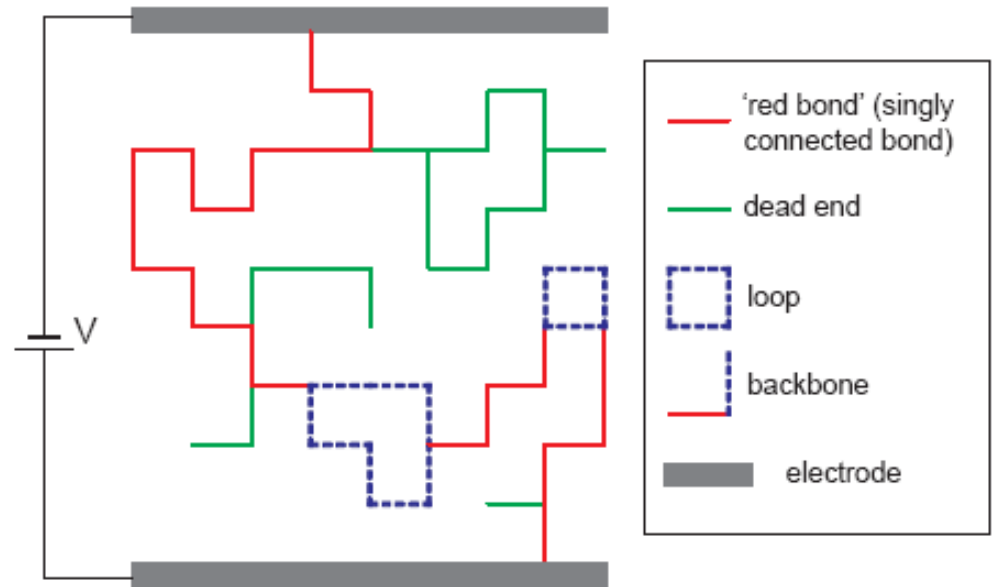 V
‘red bond’ (singly
connected bond)
dead end
loop
backbone
electrode